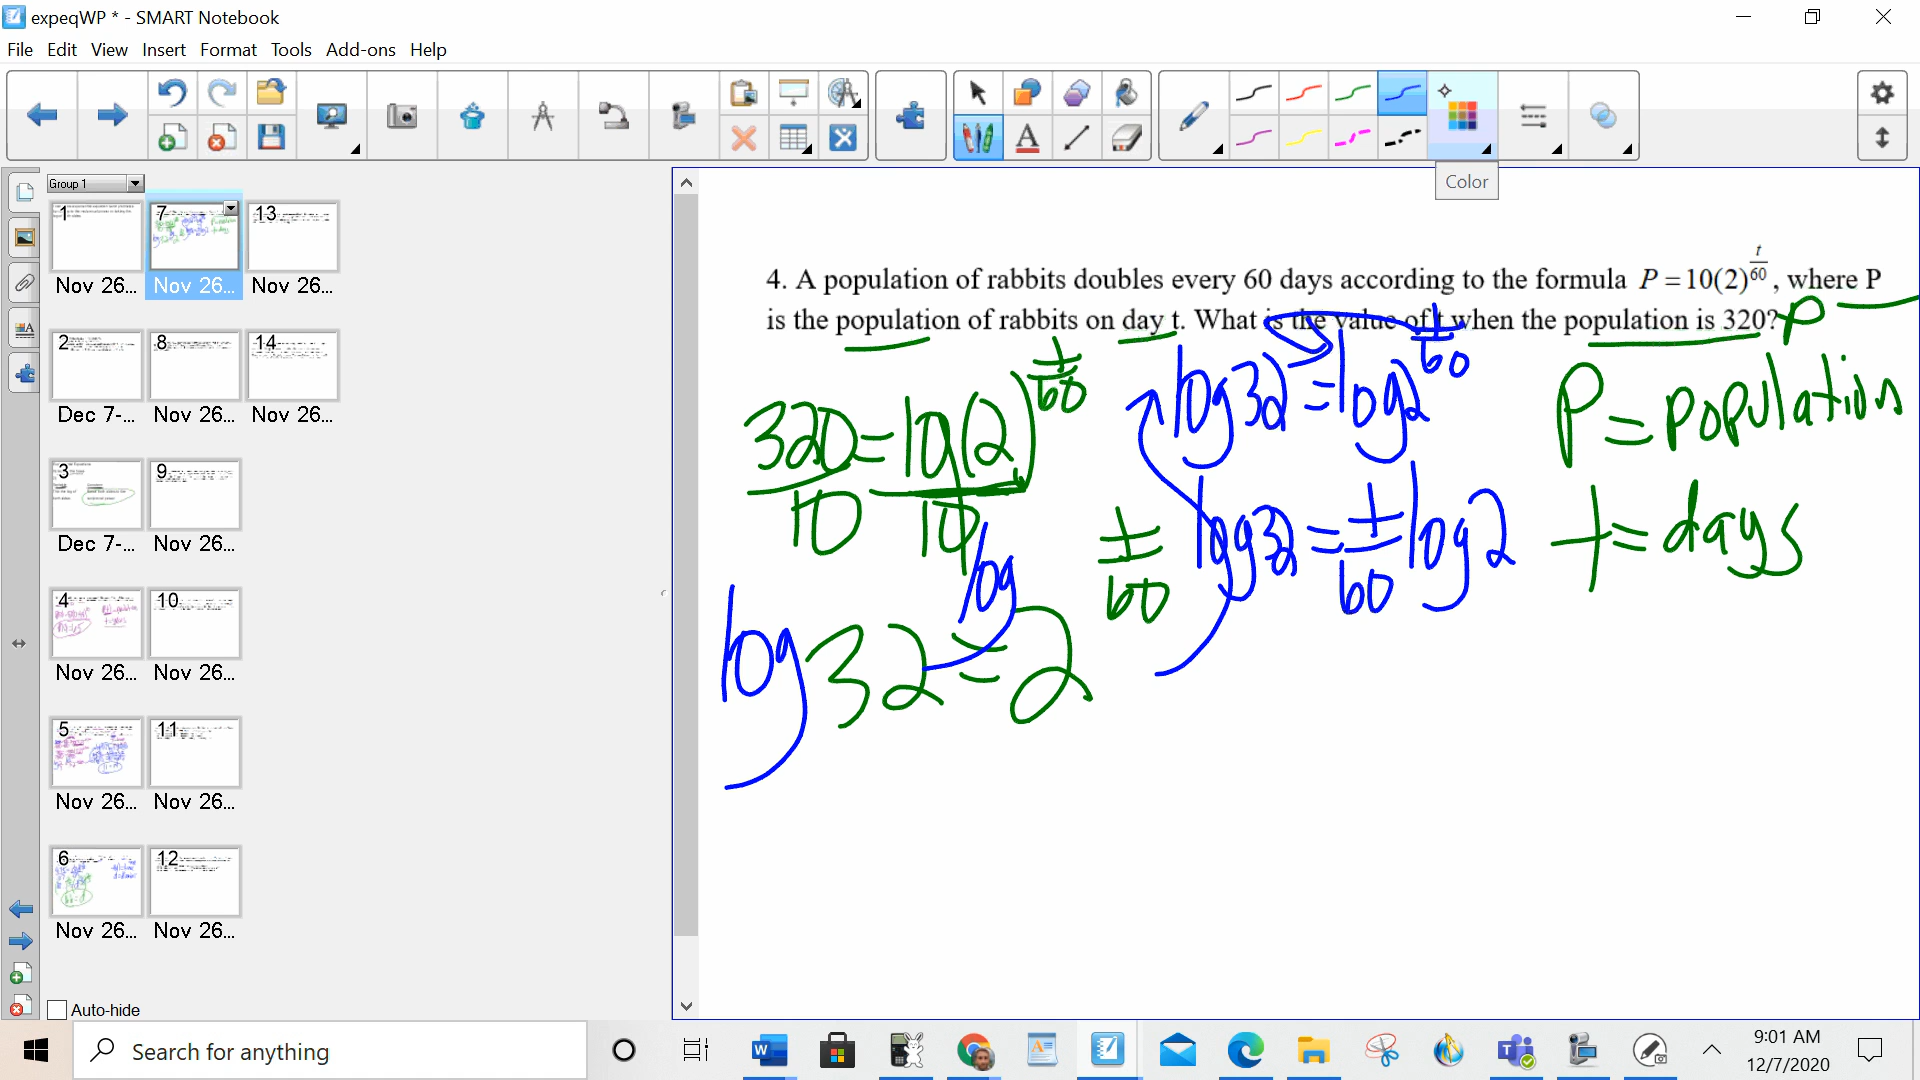 expeqWP * - SMART Notebook
File Edit View Insert Format Tools Add-ons Help
Color
Group 1
1 7 13
Nov 26... Nov 26... Nov 26...
2 8 14
Dec 7-... Nov 26... Nov 26...
3 9
Dec 7-... Nov 26...
4 10
Nov 26... Nov 26...
5 11
Nov 26... Nov 26...
6 12
Nov 26... Nov 26...
Auto-hide
4. A population of rabbits doubles every 60 days according to the formula P = 10(2)^(t/60), where P
is the population of rabbits on day t. What is the value of t when the population is 320?
P
320 = 10(2)^(t/60)
10 10
log 32 = log 2^(t/60)
t/60
log 32 = t/60 log 2
log 32 = log 2
P = population
t = days
Search for anything
9:01 AM
12/7/2020